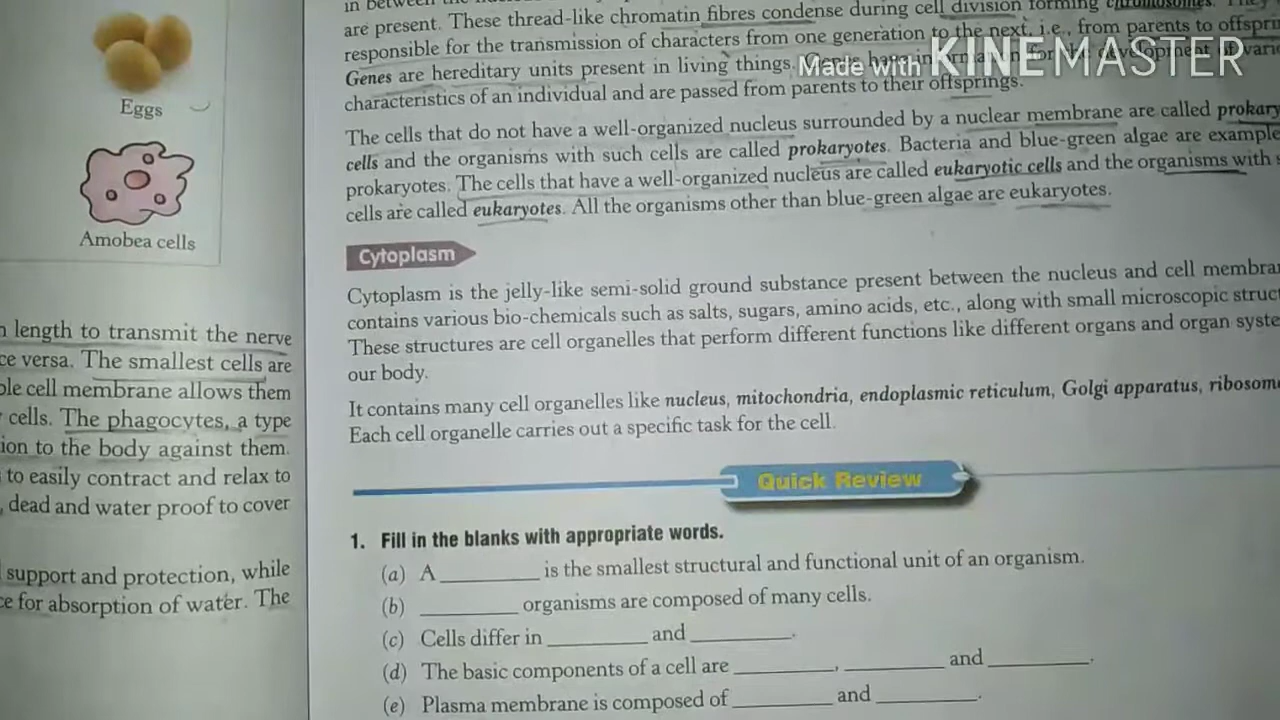 Eggs
Amobea cells
n length to transmit the nerve
ce versa. The smallest cells are
ble cell membrane allows them
cells. The phagocytes, a type
ion to the body against them.
to easily contract and relax to
, dead and water proof to cover
support and protection, while
ce for absorption of water. The
are present. These thread-like chromatin fibres condense during cell division forming chromosomes. They
responsible for the transmission of characters from one generation to the next, i.e., from parents to offspri
Genes are hereditary units present in living things.
characteristics of an individual and are passed from parents to their offsprings.
Made with KINEMASTER
The cells that do not have a well-organized nucleus surrounded by a nuclear membrane are called prokary
cells and the organisms with such cells are called prokaryotes. Bacteria and blue-green algae are example
prokaryotes. The cells that have a well-organized nucleus are called eukaryotic cells and the organisms with s
cells are called eukaryotes. All the organisms other than blue-green algae are eukaryotes.
Cytoplasm
Cytoplasm is the jelly-like semi-solid ground substance present between the nucleus and cell membra
contains various bio-chemicals such as salts, sugars, amino acids, etc., along with small microscopic struct
These structures are cell organelles that perform different functions like different organs and organ syste
our body.
It contains many cell organelles like nucleus, mitochondria, endoplasmic reticulum, Golgi apparatus, ribosom
Each cell organelle carries out a specific task for the cell.
Quick Review
1. Fill in the blanks with appropriate words.
(a) A __________ is the smallest structural and functional unit of an organism.
(b) __________ organisms are composed of many cells.
(c) Cells differ in __________ and __________.
(d) The basic components of a cell are __________, __________ and __________.
(e) Plasma membrane is composed of __________ and __________.